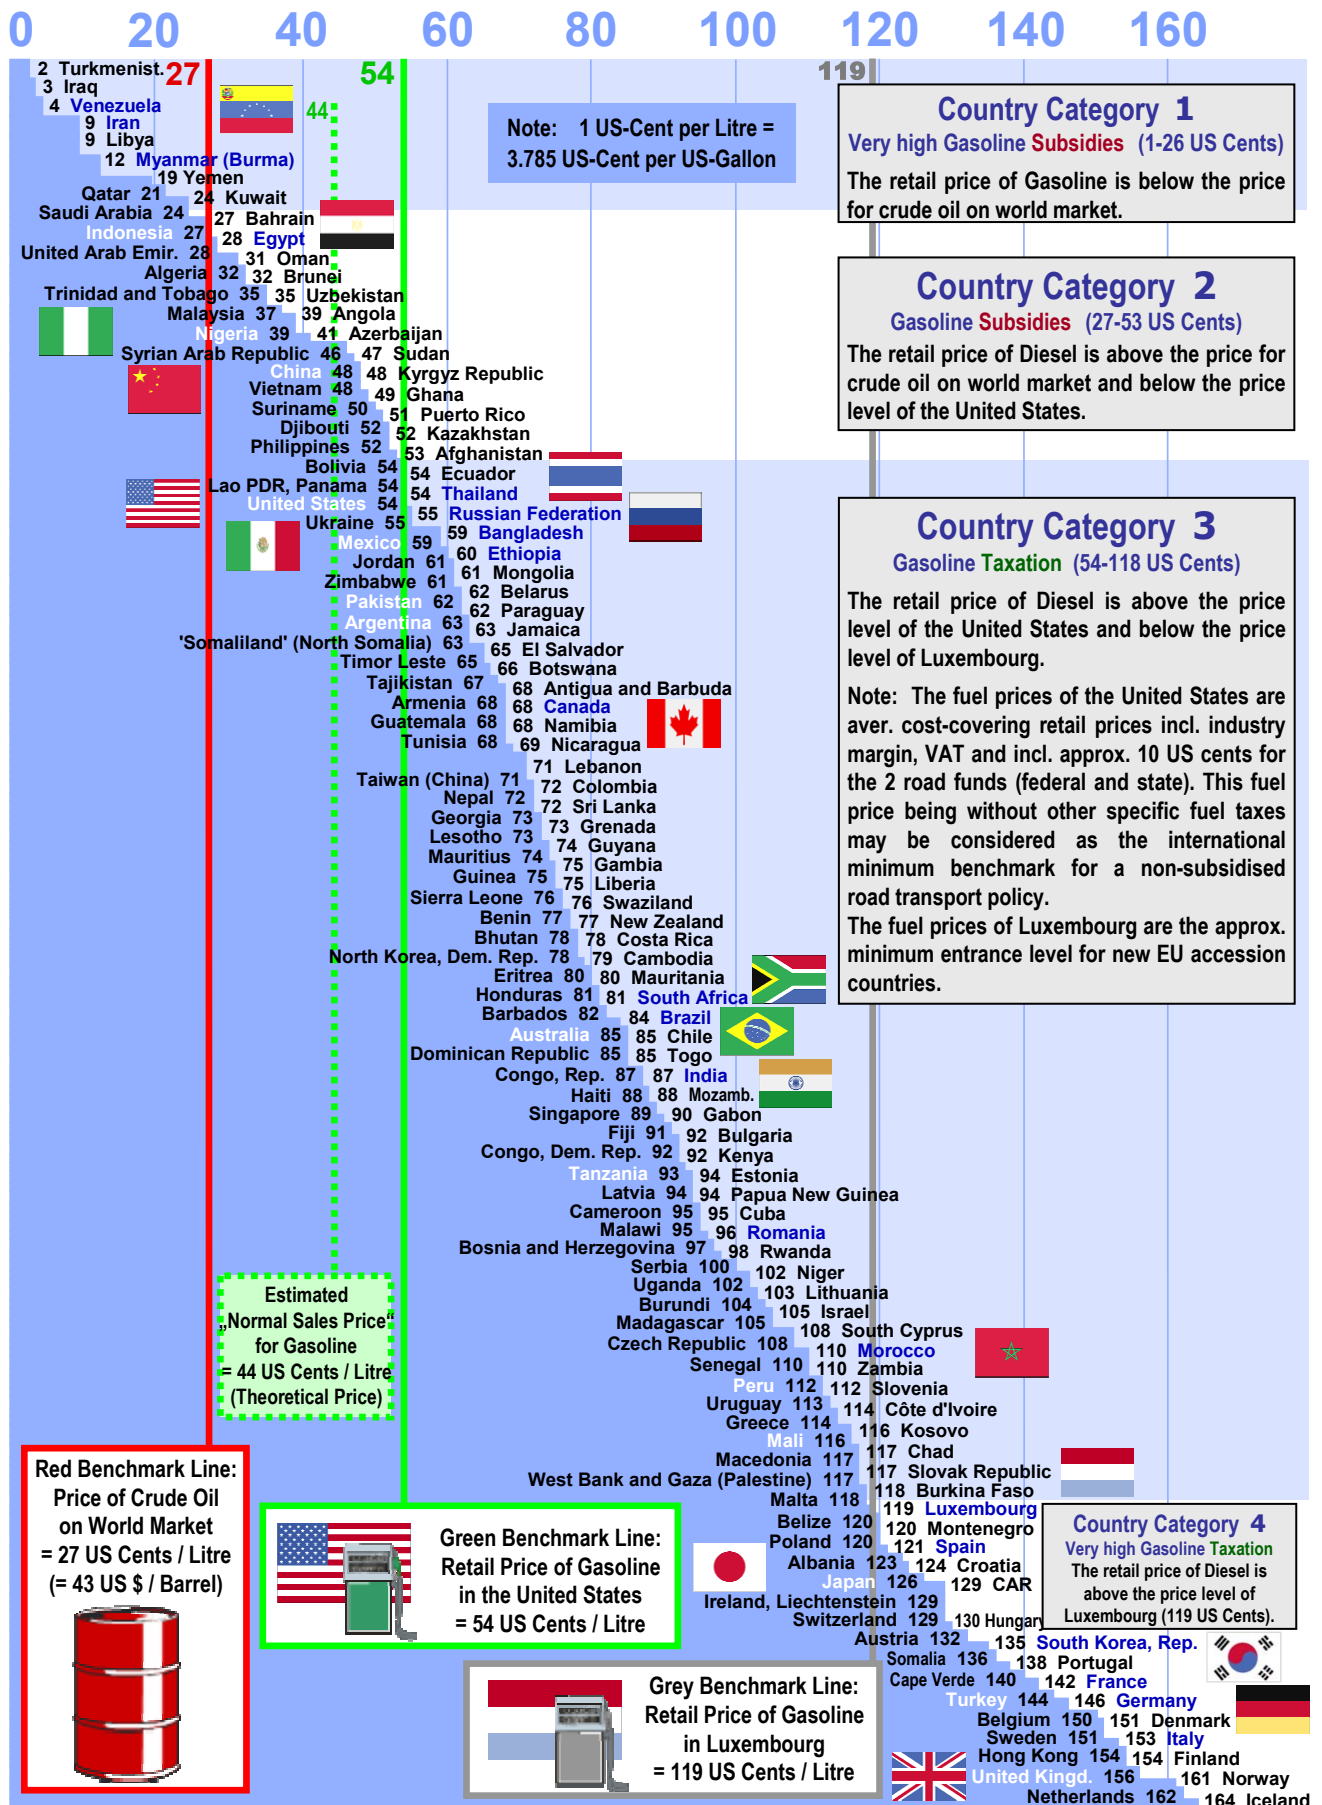 0 20 40 60 80 100 120 140 160
27
54
119
44
2 Turkmenist.
3 Iraq
4 Venezuela
9 Iran
9 Libya
12 Myanmar (Burma)
19 Yemen
Qatar 21
24 Kuwait
Saudi Arabia 24
27 Bahrain
Indonesia 27
28 Egypt
United Arab Emir. 28
31 Oman
Algeria 32
32 Brunei
Trinidad and Tobago 35
35 Uzbekistan
Malaysia 37
39 Angola
Nigeria 39
41 Azerbaijan
Syrian Arab Republic 46
47 Sudan
China 48
48 Kyrgyz Republic
Vietnam 48
49 Ghana
Suriname 50
51 Puerto Rico
Djibouti 52
52 Kazakhstan
Philippines 52
53 Afghanistan
Bolivia 54
54 Ecuador
Lao PDR, Panama 54
54 Thailand
United States 54
55 Russian Federation
Ukraine 55
59 Bangladesh
Mexico 59
60 Ethiopia
Jordan 61
61 Mongolia
Zimbabwe 61
62 Belarus
Pakistan 62
62 Paraguay
Argentina 63
63 Jamaica
'Somaliland' (North Somalia) 63
65 El Salvador
Timor Leste 65
66 Botswana
Tajikistan 67
68 Antigua and Barbuda
Armenia 68
68 Canada
Guatemala 68
68 Namibia
Tunisia 68
69 Nicaragua
71 Lebanon
Taiwan (China) 71
72 Colombia
Nepal 72
72 Sri Lanka
Georgia 73
73 Grenada
Lesotho 73
74 Guyana
Mauritius 74
75 Gambia
Guinea 75
75 Liberia
Sierra Leone 76
76 Swaziland
Benin 77
77 New Zealand
Bhutan 78
78 Costa Rica
North Korea, Dem. Rep. 78
79 Cambodia
Eritrea 80
80 Mauritania
Honduras 81
81 South Africa
Barbados 82
84 Brazil
Australia 85
85 Chile
Dominican Republic 85
85 Togo
Congo, Rep. 87
87 India
Haiti 88
88 Mozamb.
Singapore 89
90 Gabon
Fiji 91
92 Bulgaria
Congo, Dem. Rep. 92
92 Kenya
Tanzania 93
94 Estonia
Latvia 94
94 Papua New Guinea
Cameroon 95
95 Cuba
Malawi 95
96 Romania
Bosnia and Herzegovina 97
98 Rwanda
Serbia 100
102 Niger
Uganda 102
103 Lithuania
Burundi 104
105 Israel
Madagascar 105
108 South Cyprus
Czech Republic 108
110 Morocco
Senegal 110
110 Zambia
Peru 112
112 Slovenia
Uruguay 113
114 Côte d'Ivoire
Greece 114
116 Kosovo
Mali 116
117 Chad
Macedonia 117
117 Slovak Republic
West Bank and Gaza (Palestine) 117
118 Burkina Faso
Malta 118
119 Luxembourg
Belize 120
120 Montenegro
Poland 120
121 Spain
Albania 123
124 Croatia
Japan 126
129 CAR
Ireland, Liechtenstein 129
Switzerland 129
130 Hungary
Austria 132
135 South Korea, Rep.
Somalia 136
138 Portugal
Cape Verde 140
142 France
Turkey 144
146 Germany
Belgium 150
151 Denmark
Sweden 151
153 Italy
Hong Kong 154
154 Finland
United Kingd. 156
161 Norway
Netherlands 162
164 Iceland
Note: 1 US-Cent per Litre =
3.785 US-Cent per US-Gallon
Country Category 1
Very high Gasoline Subsidies (1-26 US Cents)
The retail price of Gasoline is below the price
for crude oil on world market.
Country Category 2
Gasoline Subsidies (27-53 US Cents)
The retail price of Diesel is above the price for
crude oil on world market and below the price
level of the United States.
Country Category 3
Gasoline Taxation (54-118 US Cents)
The retail price of Diesel is above the price
level of the United States and below the price
level of Luxembourg.
Note: The fuel prices of the United States are
aver. cost-covering retail prices incl. industry
margin, VAT and incl. approx. 10 US cents for
the 2 road funds (federal and state). This fuel
price being without other specific fuel taxes
may be considered as the international
minimum benchmark for a non-subsidised
road transport policy.
The fuel prices of Luxembourg are the approx.
minimum entrance level for new EU accession
countries.
Country Category 4
Very high Gasoline Taxation
The retail price of Diesel is
above the price level of
Luxembourg (119 US Cents).
Estimated
„Normal Sales Price“
for Gasoline
= 44 US Cents / Litre
(Theoretical Price)
Red Benchmark Line:
Price of Crude Oil
on World Market
= 27 US Cents / Litre
(= 43 US $ / Barrel)
Green Benchmark Line:
Retail Price of Gasoline
in the United States
= 54 US Cents / Litre
Grey Benchmark Line:
Retail Price of Gasoline
in Luxembourg
= 119 US Cents / Litre